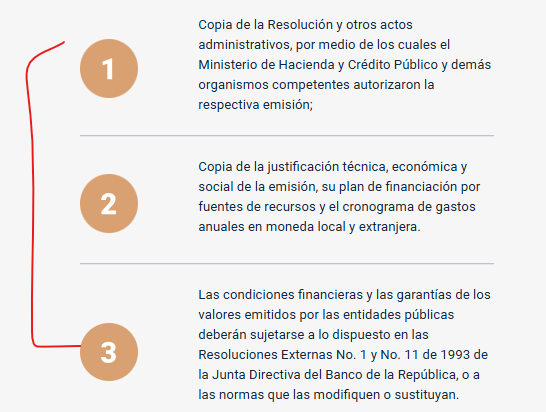 1
Copia de la Resolución y otros actos
administrativos, por medio de los cuales el
Ministerio de Hacienda y Crédito Público y demás
organismos competentes autorizaron la
respectiva emisión;
2
Copia de la justificación técnica, económica y
social de la emisión, su plan de financiación por
fuentes de recursos y el cronograma de gastos
anuales en moneda local y extranjera.
3
Las condiciones financieras y las garantías de los
valores emitidos por las entidades públicas
deberán sujetarse a lo dispuesto en las
Resoluciones Externas No. 1 y No. 11 de 1993 de
la Junta Directiva del Banco de la República, o a
las normas que las modifiquen o sustituyan.